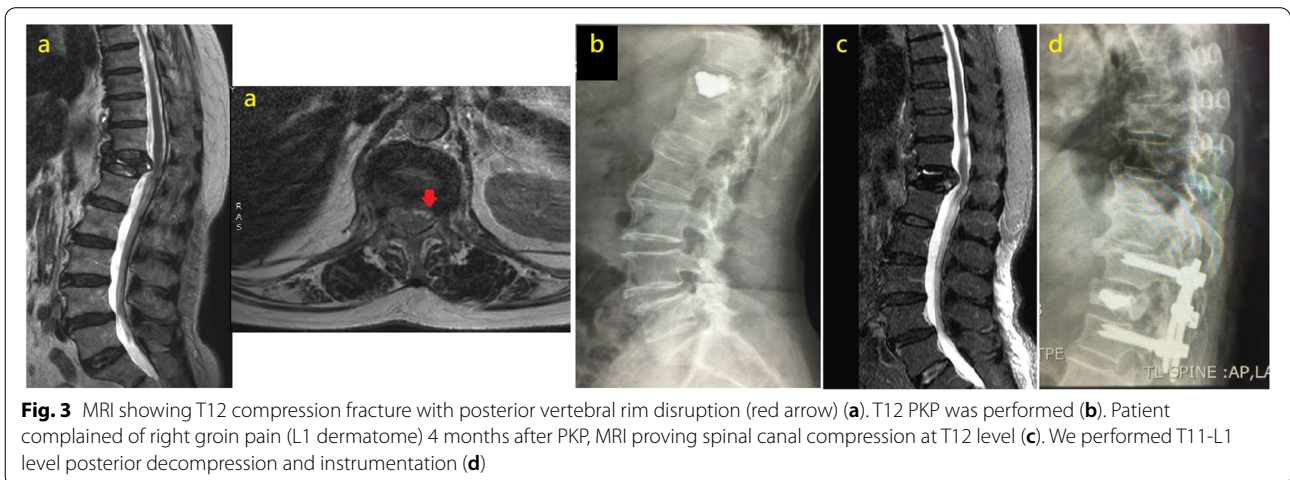 a
a
b
c
d
R
A
S
TPE
TL SPINE :AP,LA
Fig. 3 MRI showing T12 compression fracture with posterior vertebral rim disruption (red arrow) (a). T12 PKP was performed (b). Patient
complained of right groin pain (L1 dermatome) 4 months after PKP, MRI proving spinal canal compression at T12 level (c). We performed T11-L1
level posterior decompression and instrumentation (d)